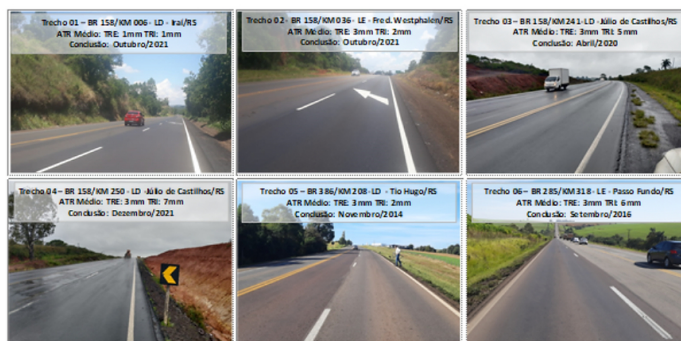 Trecho 01 – BR 158/KM 006 - LD - Iraí/RS
ATR Médio: TRE: 1mm TRI: 1mm
Conclusão: Outubro/2021
Trecho 02 - BR 158/KM 036 - LE - Fred. Westphalen/RS
ATR Médio: TRE: 3mm TRI: 2mm
Conclusão: Outubro/2021
Trecho 03 – BR 158/KM 241 - LD - Júlio de Castilhos/RS
ATR Médio: TRE: 3mm TRI: 5mm
Conclusão: Abril/2020
Trecho 04 – BR 158/KM 250 - LD - Júlio de Castilhos/RS
ATR Médio: TRE: 3mm TRI: 7mm
Conclusão: Dezembro/2021
Trecho 05 – BR 386/KM 208 - LD - Tio Hugo/RS
ATR Médio: TRE: 3mm TRI: 2mm
Conclusão: Novembro/2014
Trecho 06 – BR 285/KM 318 - LE - Passo Fundo/RS
ATR Médio: TRE: 3mm TRI: 6mm
Conclusão: Setembro/2016